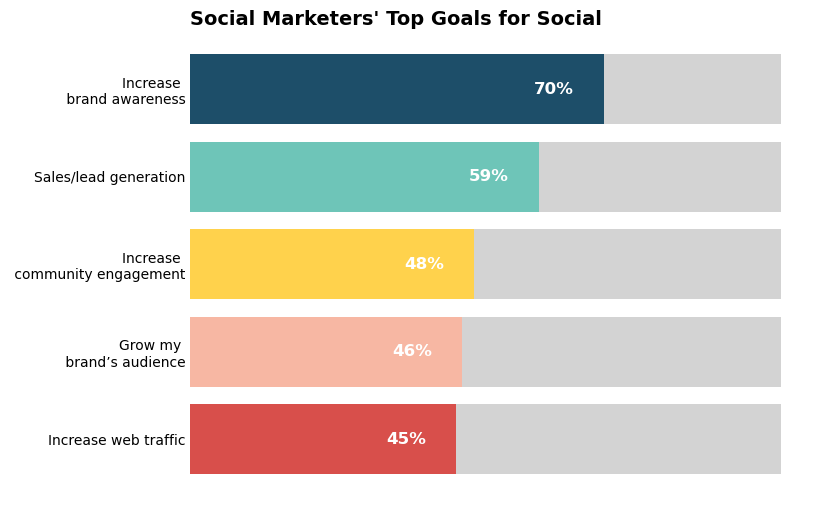 Social Marketers' Top Goals for Social
Increase
brand awareness
70%
Sales/lead generation
59%
Increase
community engagement
48%
Grow my
brand’s audience
46%
Increase web traffic
45%